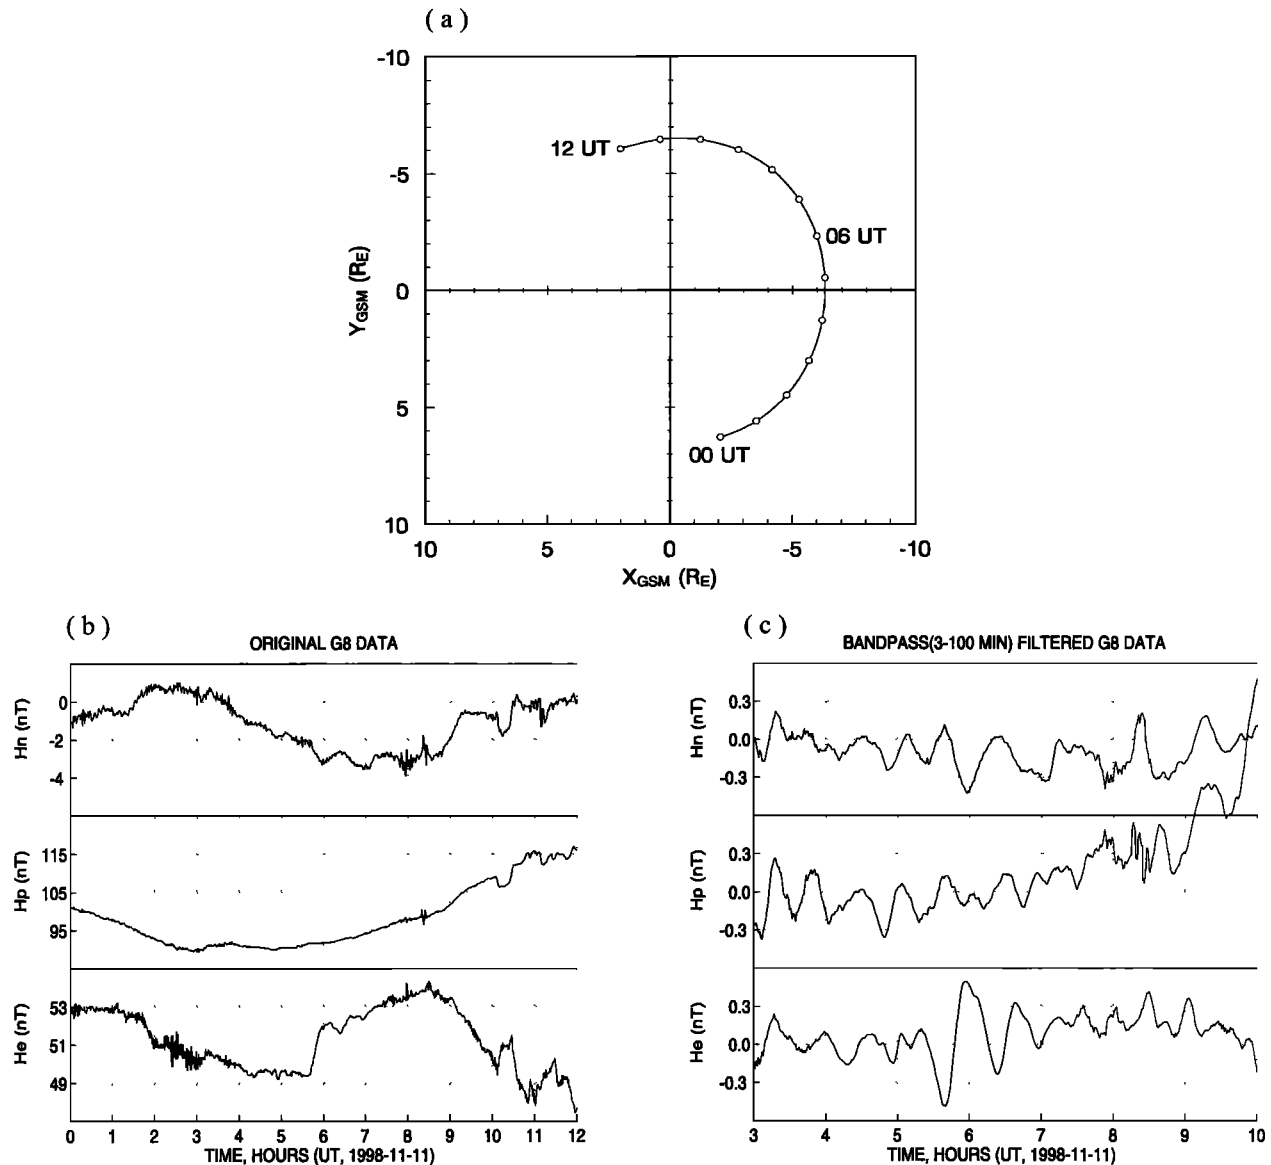 ( a )
-10
-5
0
5
10
Y_GSM (R_E)
12 UT
06 UT
00 UT
10 5 0 -5 -10
X_GSM (R_E)
( b )
ORIGINAL G8 DATA
Hn (nT)
0
-2
-4
Hp (nT)
115
105
95
He (nT)
53
51
49
0 1 2 3 4 5 6 7 8 9 10 11 12
TIME, HOURS (UT, 1998-11-11)
( c )
BANDPASS(3-100 MIN) FILTERED G8 DATA
Hn (nT)
0.3
0.0
-0.3
Hp (nT)
0.3
0.0
-0.3
He (nT)
0.3
0.0
-0.3
3 4 5 6 7 8 9 10
TIME, HOURS (UT, 1998-11-11)